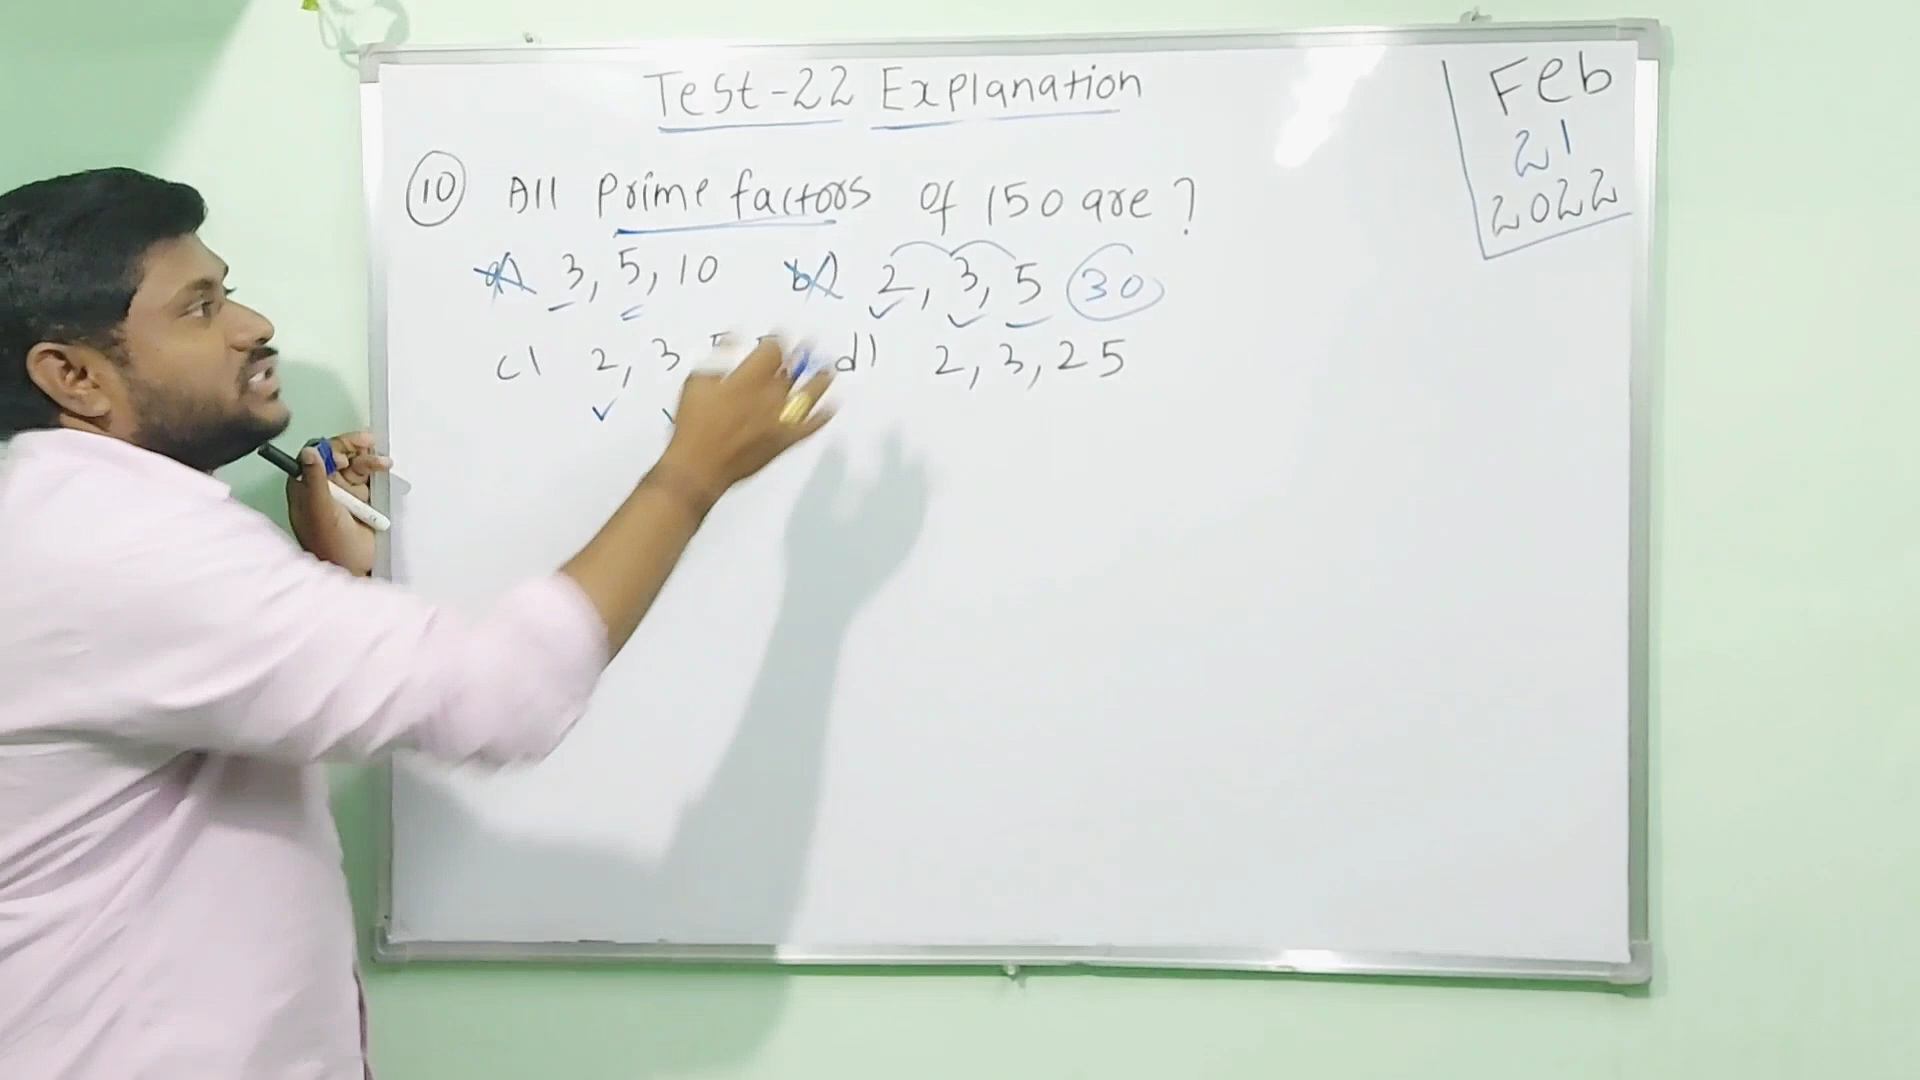 Test-22 Explanation
Feb
21
2022
10 All Prime factors of 150 are ?
a) 3, 5, 10 b) 2, 3, 5 30
c) 2, 3 d) 2, 3, 25